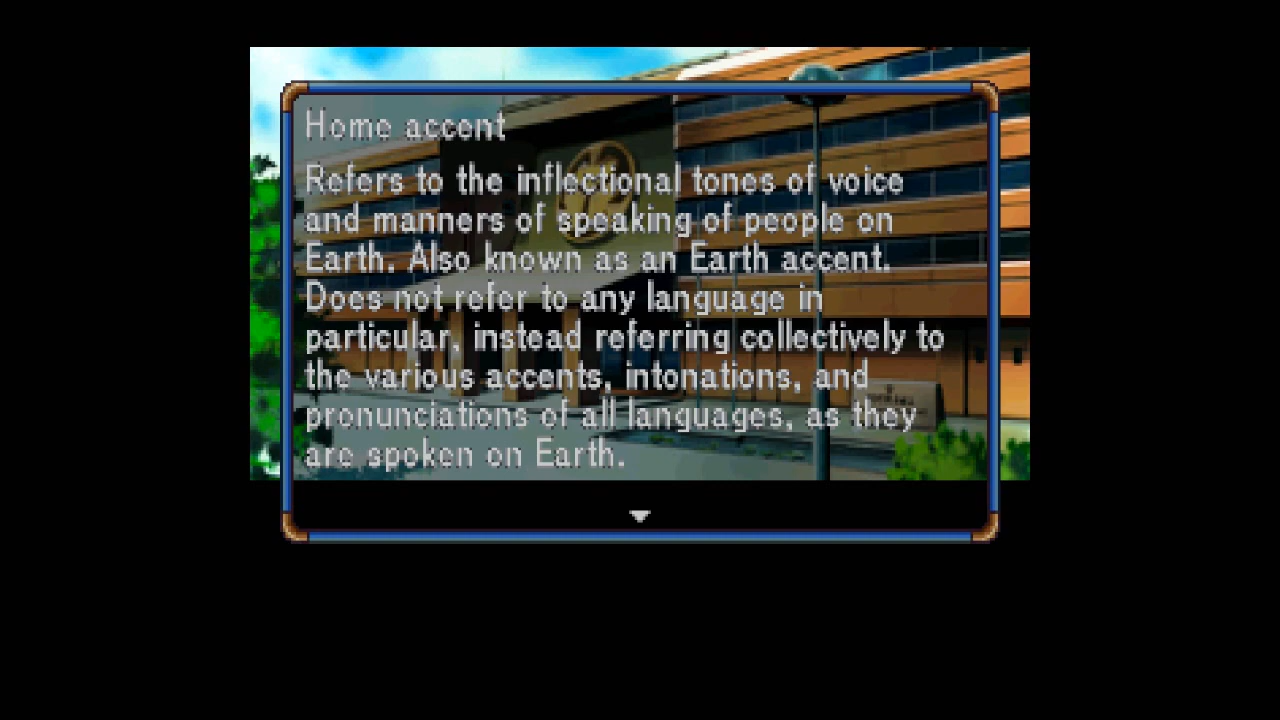 Home accent
Refers to the inflectional tones of voice
and manners of speaking of people on
Earth. Also known as an Earth accent.
Does not refer to any language in
particular, instead referring collectively to
the various accents, intonations, and
pronunciations of all languages, as they
are spoken on Earth.